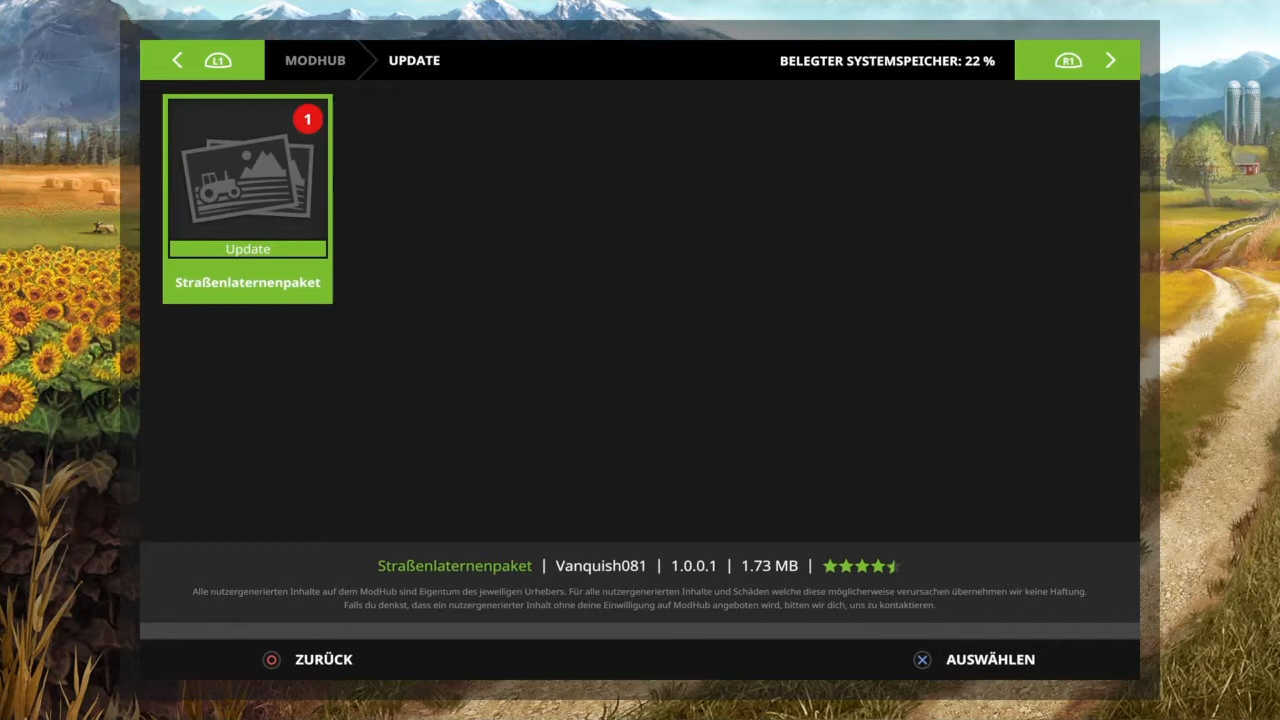 L1
MODHUB
UPDATE
BELEGTER SYSTEMSPEICHER: 22 %
R1
1
Update
Straßenlaternenpaket
Straßenlaternenpaket | Vanquish081 | 1.0.0.1 | 1.73 MB |
Alle nutzergenerierten Inhalte auf dem ModHub sind Eigentum des jeweiligen Urhebers. Für alle nutzergenerierten Inhalte und Schäden welche diese möglicherweise verursachen übernehmen wir keine Haftung.
Falls du denkst, dass ein nutzergenerierter Inhalt ohne deine Einwilligung auf ModHub angeboten wird, bitten wir dich, uns zu kontaktieren.
ZURÜCK
AUSWÄHLEN